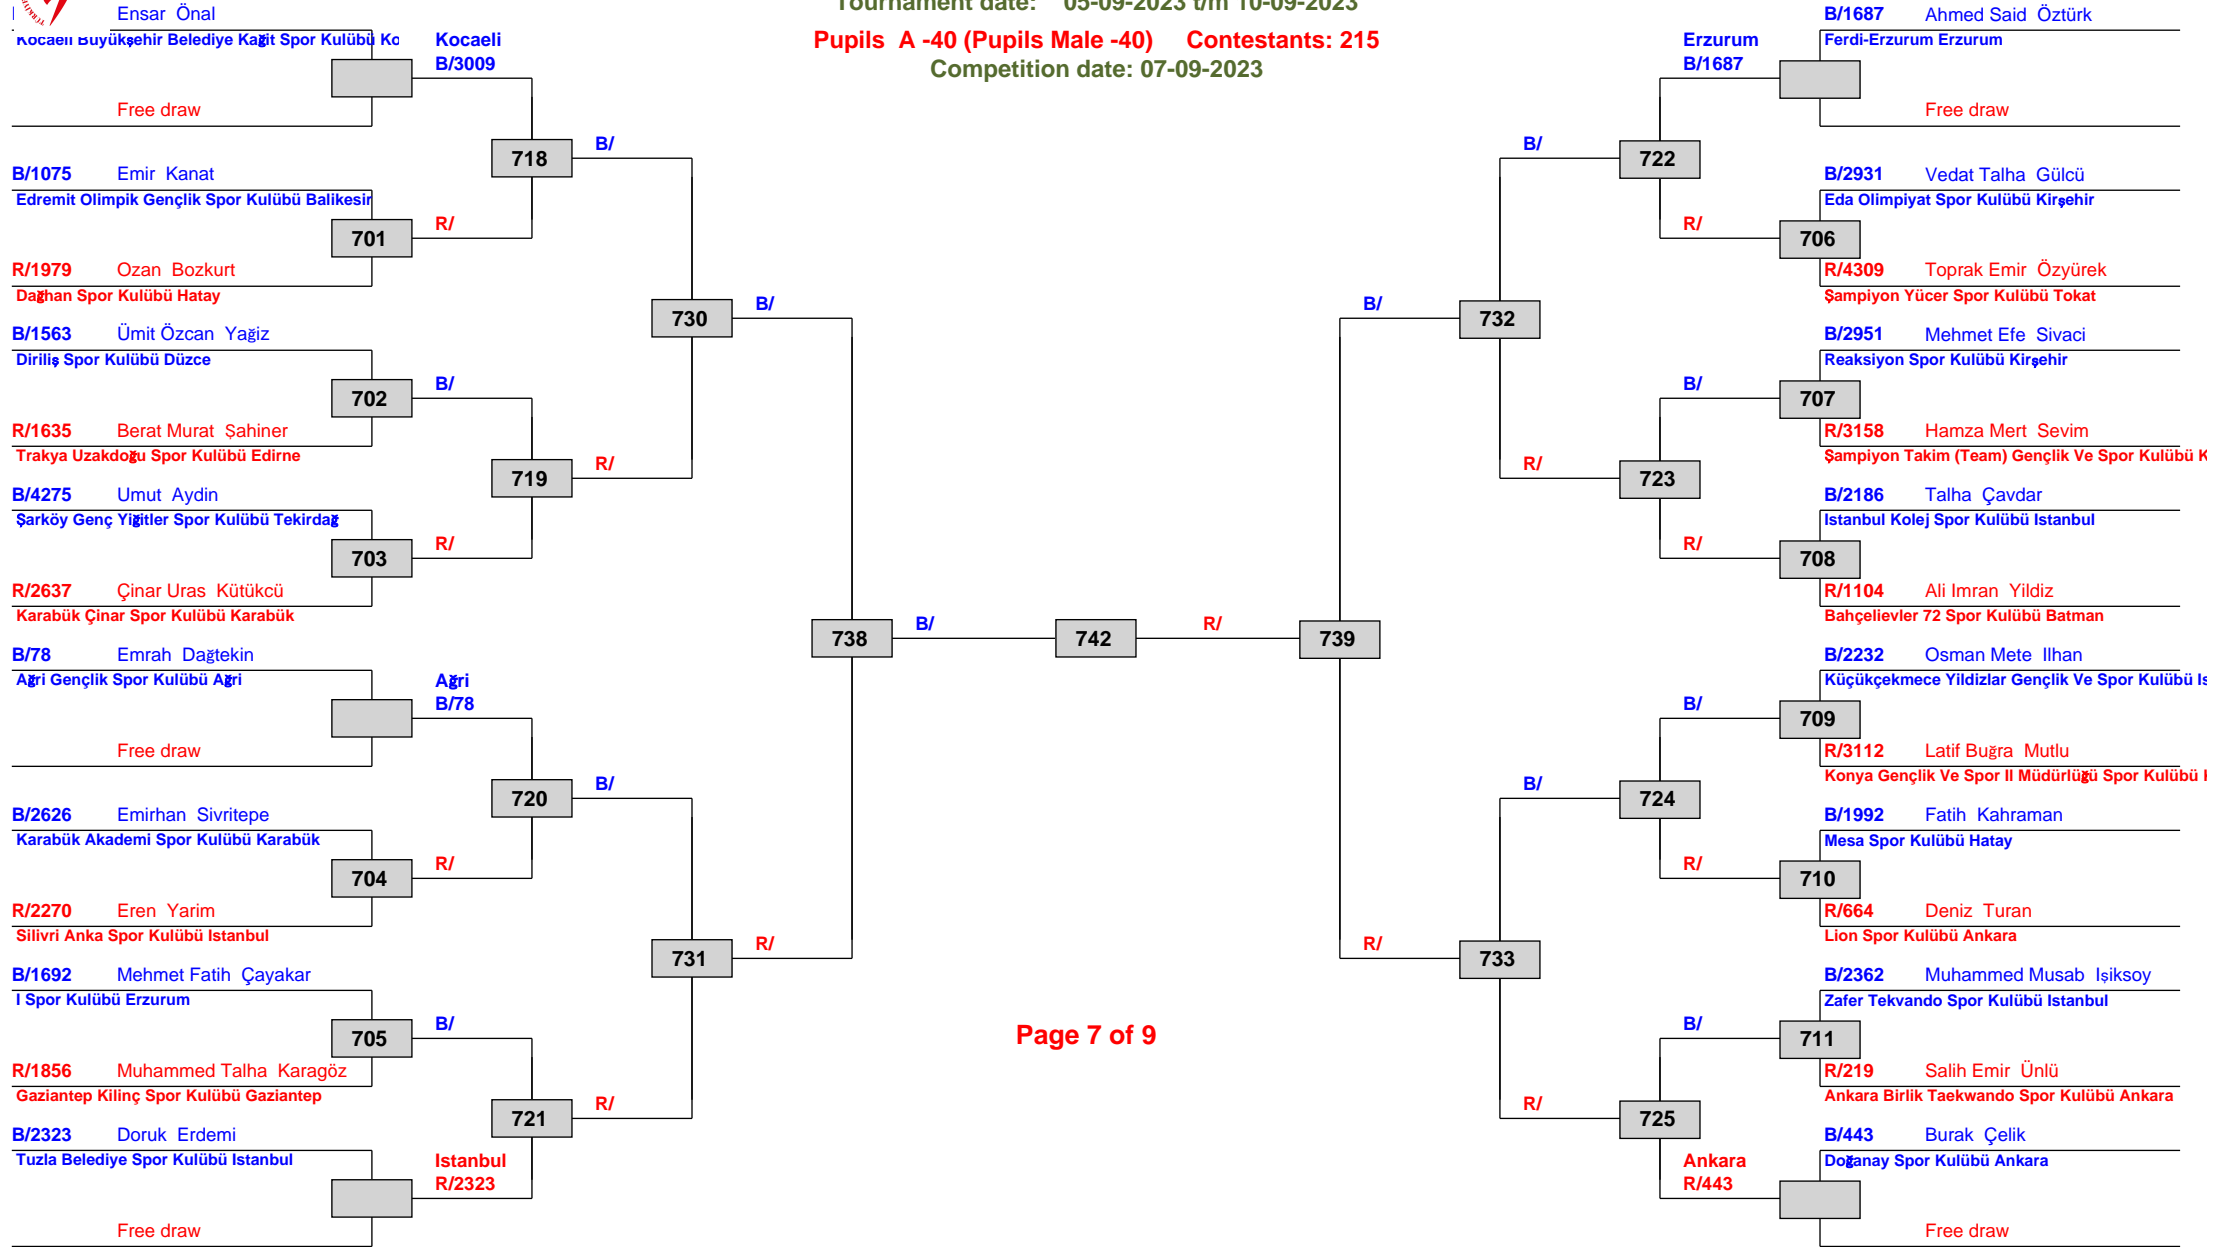 Tournament date: 05-09-2023 t/m 10-09-2023
Pupils A -40 (Pupils Male -40) Contestants: 215
Competition date: 07-09-2023
Ensar Önal
Kocaeli Büyükşehir Belediye Kağit Spor Kulübü Ko
Kocaeli
B/3009
Free draw
718
B/
B/1075 Emir Kanat
Edremit Olimpik Gençlik Spor Kulübü Balikesir
701
R/
R/1979 Ozan Bozkurt
Dağhan Spor Kulübü Hatay
730
B/
B/1563 Ümit Özcan Yağiz
Diriliş Spor Kulübü Düzce
702
B/
R/1635 Berat Murat Şahiner
Trakya Uzakdoğu Spor Kulübü Edirne
719
R/
B/4275 Umut Aydin
Şarköy Genç Yiğitler Spor Kulübü Tekirdağ
703
R/
R/2637 Çinar Uras Kütükcü
Karabük Çinar Spor Kulübü Karabük
738
B/
742
R/
739
B/78 Emrah Dağtekin
Ağri Gençlik Spor Kulübü Ağri
Ağri
B/78
Free draw
720
B/
B/2626 Emirhan Sivritepe
Karabük Akademi Spor Kulübü Karabük
704
R/
R/2270 Eren Yarim
Silivri Anka Spor Kulübü Istanbul
731
R/
B/1692 Mehmet Fatih Çayakar
I Spor Kulübü Erzurum
705
B/
R/1856 Muhammed Talha Karagöz
Gaziantep Kilinç Spor Kulübü Gaziantep
721
R/
B/2323 Doruk Erdemi
Tuzla Belediye Spor Kulübü Istanbul
Istanbul
R/2323
Free draw
Page 7 of 9
B/1687 Ahmed Said Öztürk
Ferdi-Erzurum Erzurum
Erzurum
B/1687
Free draw
B/
722
B/2931 Vedat Talha Gülcü
Eda Olimpiyat Spor Kulübü Kirşehir
R/
706
R/4309 Toprak Emir Özyürek
Şampiyon Yücer Spor Kulübü Tokat
B/
732
B/2951 Mehmet Efe Sivaci
Reaksiyon Spor Kulübü Kirşehir
B/
707
R/3158 Hamza Mert Sevim
Şampiyon Takim (Team) Gençlik Ve Spor Kulübü K
R/
723
B/2186 Talha Çavdar
Istanbul Kolej Spor Kulübü Istanbul
R/
708
R/1104 Ali Imran Yildiz
Bahçelievler 72 Spor Kulübü Batman
B/2232 Osman Mete Ilhan
Küçükçekmece Yildizlar Gençlik Ve Spor Kulübü Is
B/
709
R/3112 Latif Buğra Mutlu
Konya Gençlik Ve Spor Il Müdürlüğü Spor Kulübü
B/
724
B/1992 Fatih Kahraman
Mesa Spor Kulübü Hatay
R/
710
R/664 Deniz Turan
Lion Spor Kulübü Ankara
R/
733
B/2362 Muhammed Musab Işiksoy
Zafer Tekvando Spor Kulübü Istanbul
B/
711
R/219 Salih Emir Ünlü
Ankara Birlik Taekwando Spor Kulübü Ankara
R/
725
B/443 Burak Çelik
Doğanay Spor Kulübü Ankara
Ankara
R/443
Free draw